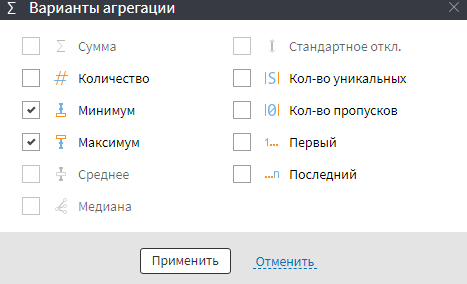 Σ Варианты агрегации
Сумма
Количество
Минимум
Максимум
Среднее
Медиана
Стандартное откл.
Кол-во уникальных
Кол-во пропусков
Первый
Последний
Применить Отменить